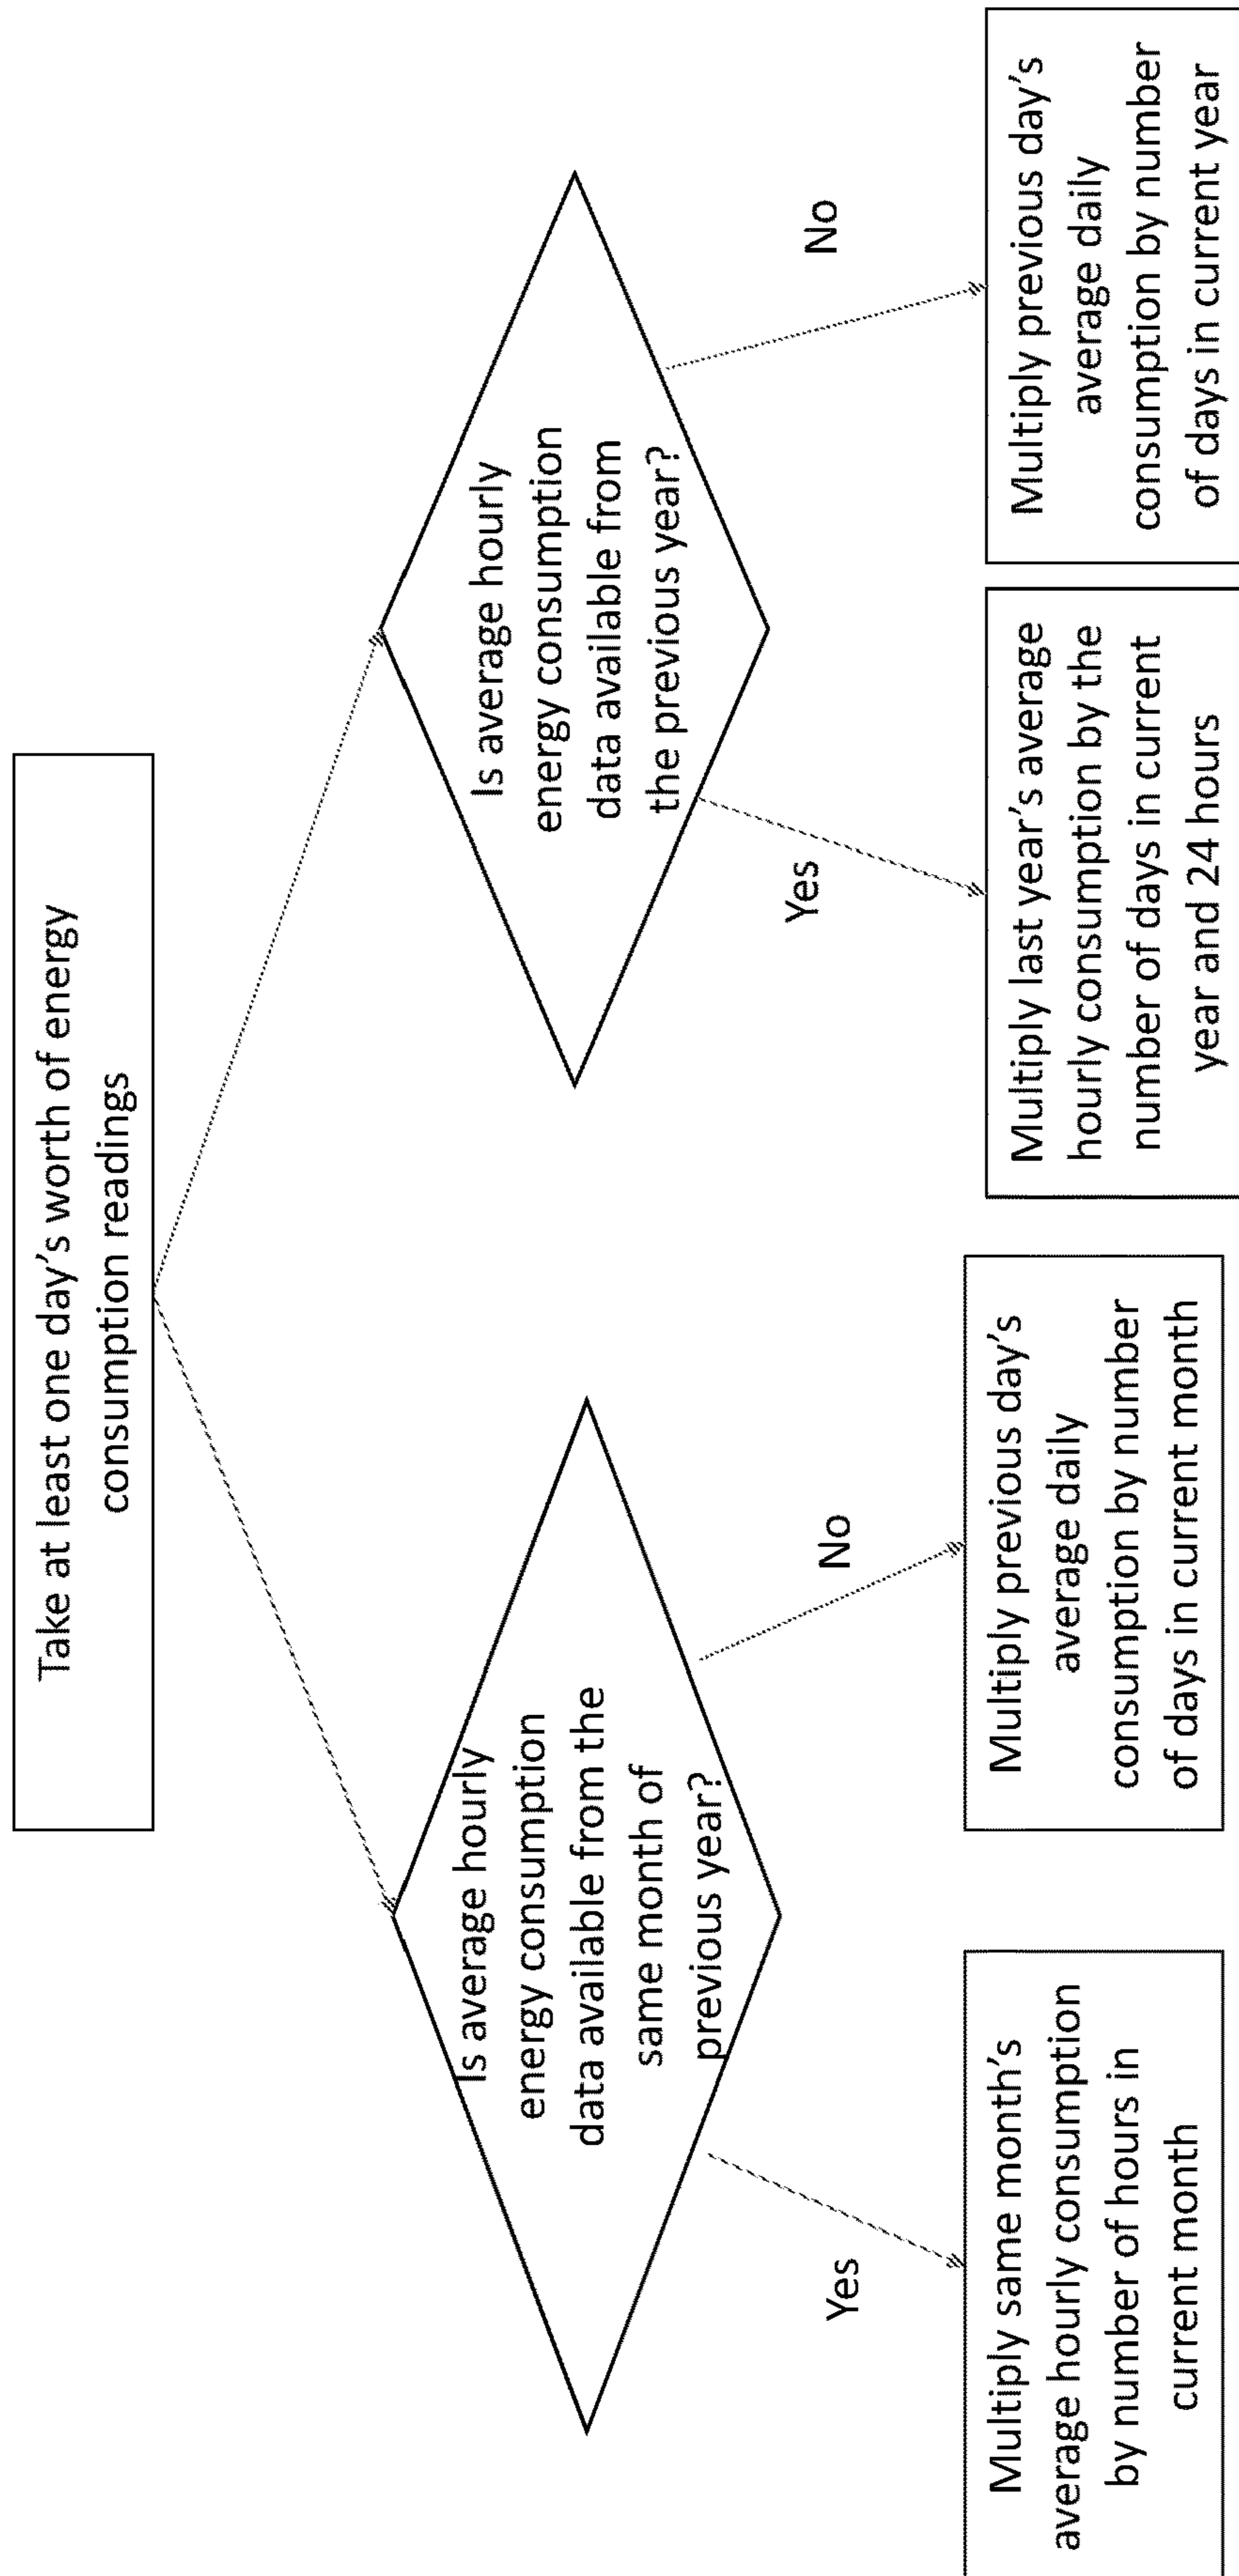 Take at least one day's worth of energy
consumption readings
Is average hourly
energy consumption
data available from the
same month of
previous year?
Is average hourly
energy consumption
data available from
the previous year?
Yes
No
Yes
No
Multiply same month's
average hourly consumption
by number of hours in
current month
Multiply previous day's
average daily
consumption by number
of days in current month
Multiply last year's average
hourly consumption by the
number of days in current
year and 24 hours
Multiply previous day's
average daily
consumption by number
of days in current year